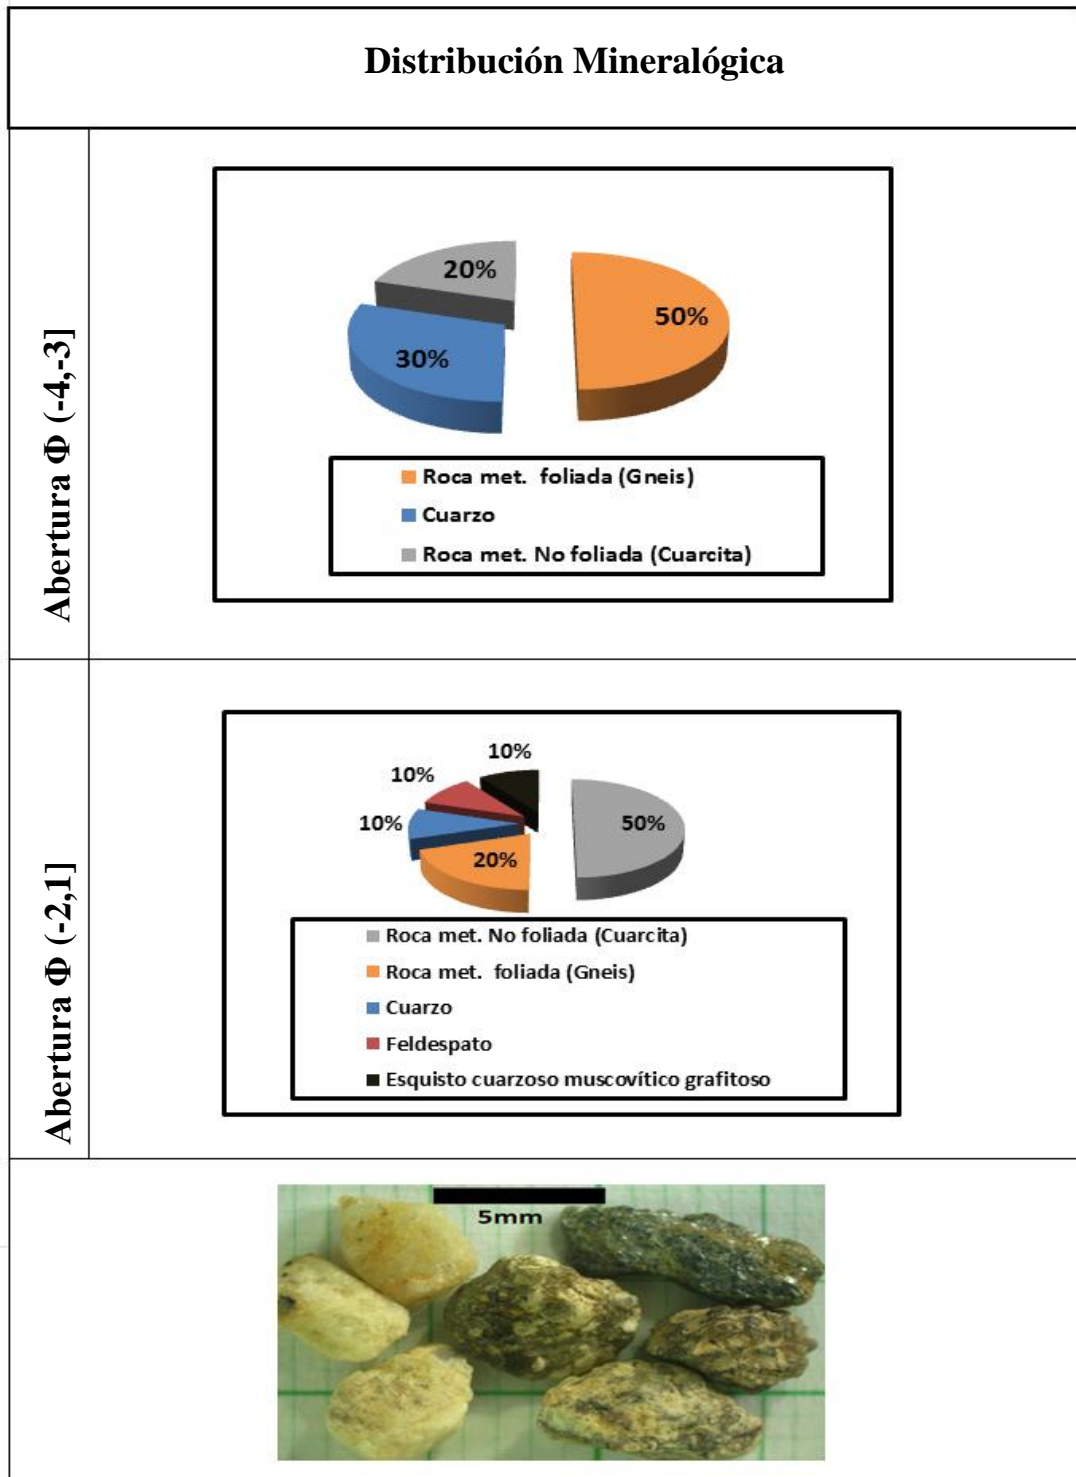 Distribución Mineralógica
Abertura Φ (-4,-3]
20%
50%
30%
Roca met. foliada (Gneis)
Cuarzo
Roca met. No foliada (Cuarcita)
Abertura Φ (-2,1]
10%
10%
10%
50%
20%
Roca met. No foliada (Cuarcita)
Roca met. foliada (Gneis)
Cuarzo
Feldespato
Esquisto cuarzoso muscovítico grafitoso
5mm